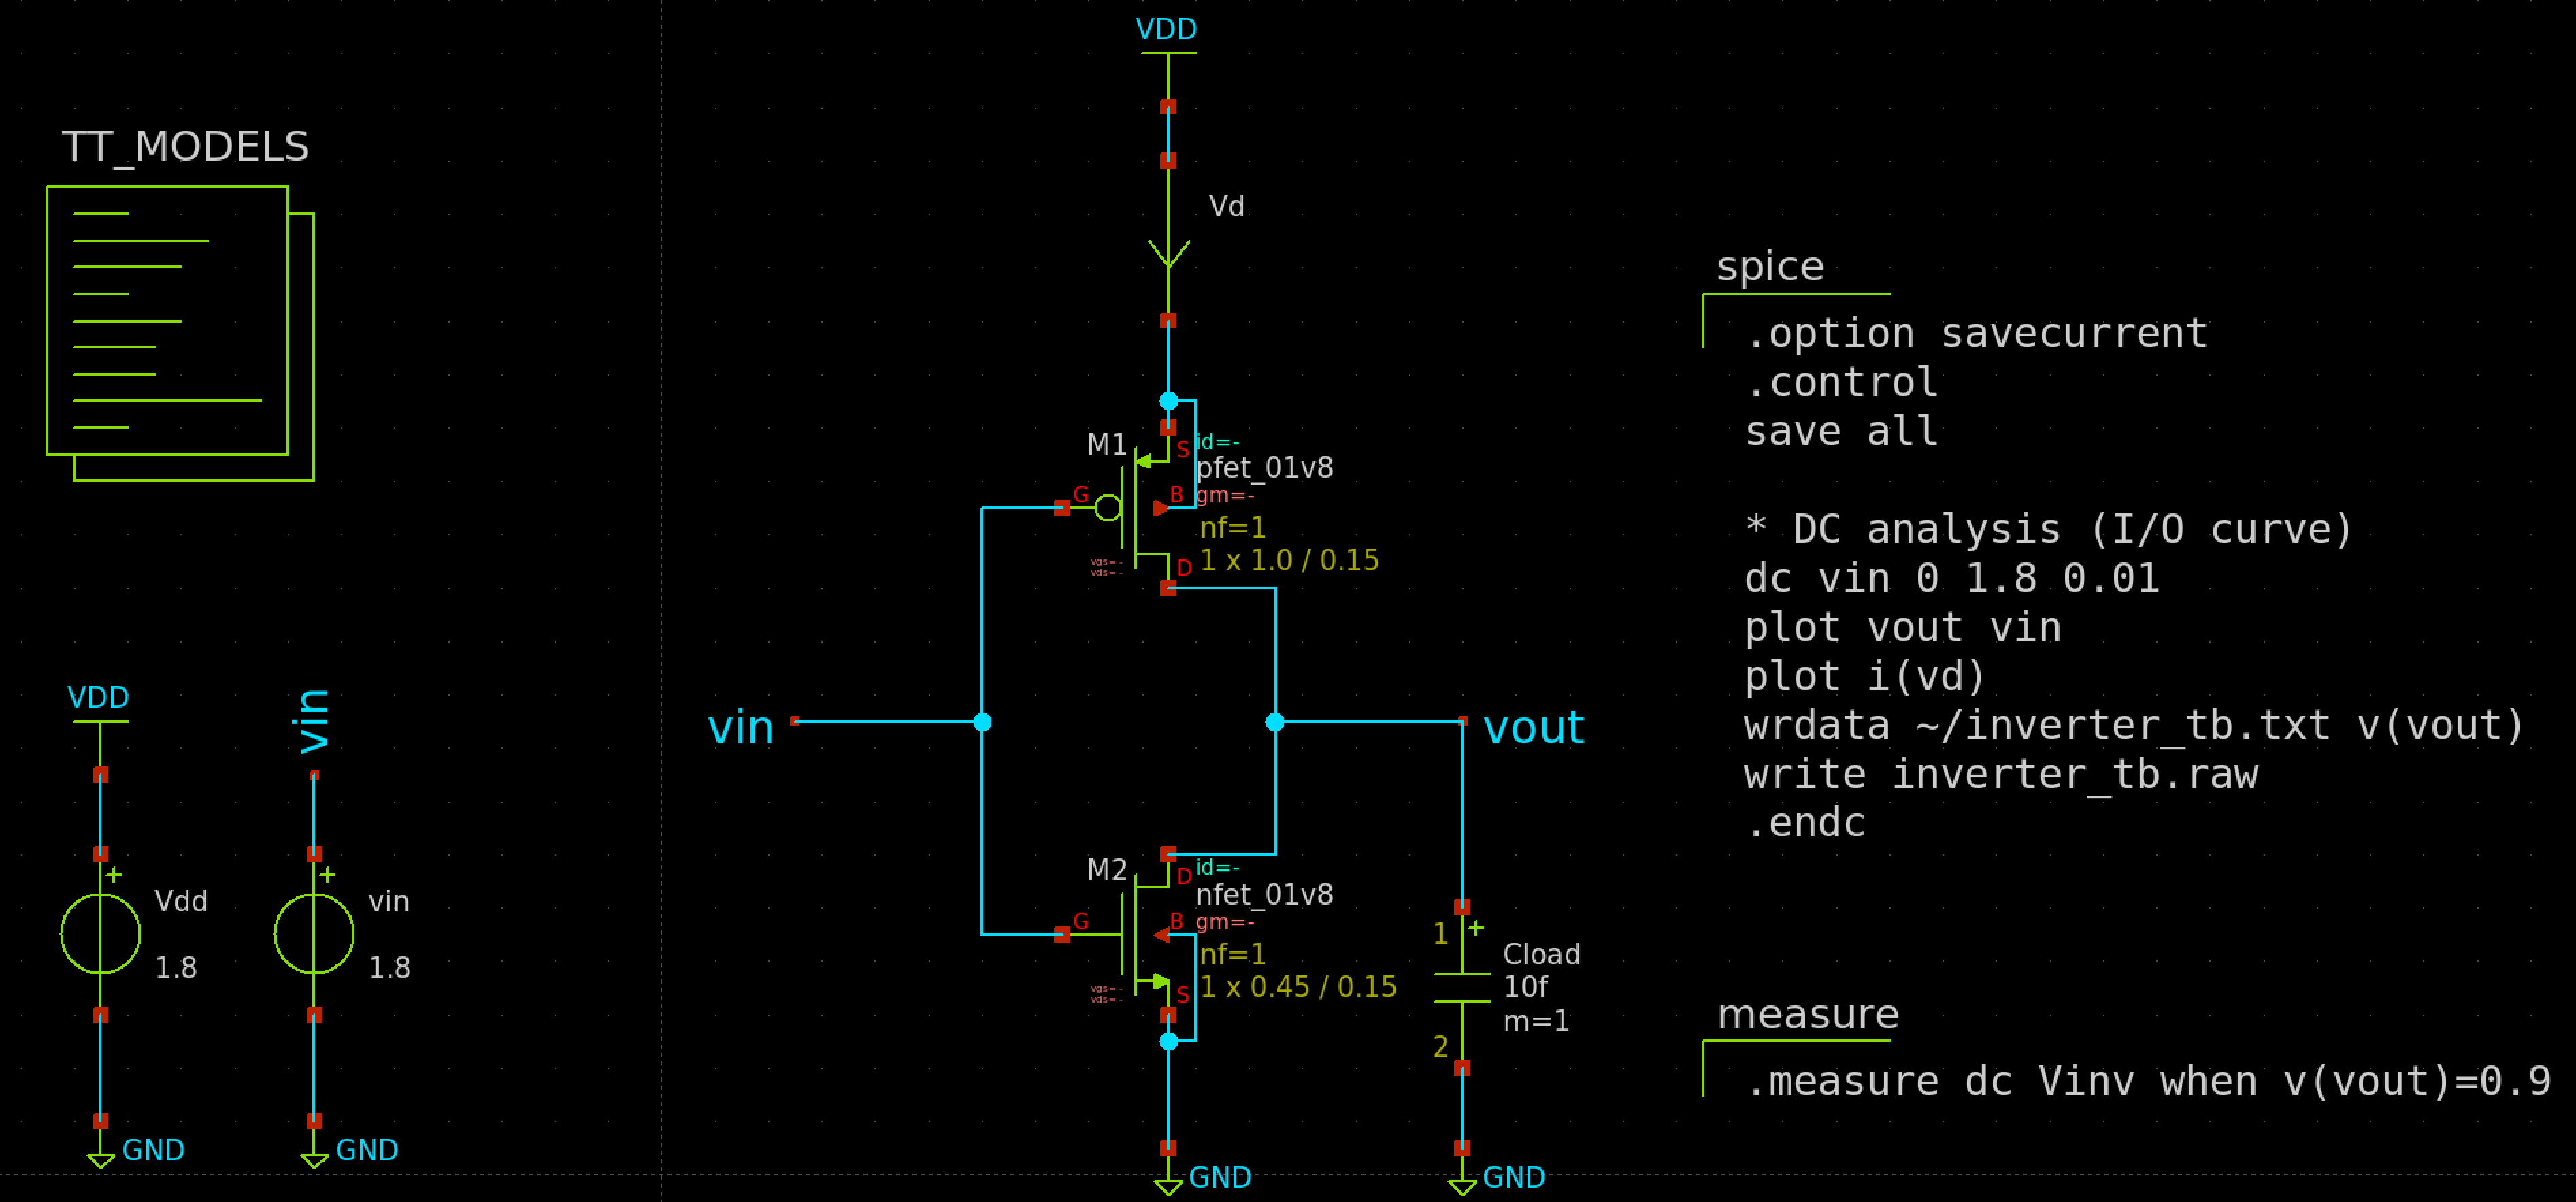 TT_MODELS
VDD
Vdd
1.8
GND
vin
vin
1.8
GND
VDD
Vd
M1
S
id=-
pfet_01v8
G
B
gm=-
nf=1
1 x 1.0 / 0.15
vgs=-
vds=-
D
vin
vout
M2
D
id=-
nfet_01v8
G
B
gm=-
nf=1
1 x 0.45 / 0.15
vgs=-
vds=-
S
GND
1
+
Cload
10f
m=1
2
GND
spice
.option savecurrent
.control
save all
* DC analysis (I/O curve)
dc vin 0 1.8 0.01
plot vout vin
plot i(vd)
wrdata ~/inverter_tb.txt v(vout)
write inverter_tb.raw
.endc
measure
.measure dc Vinv when v(vout)=0.9